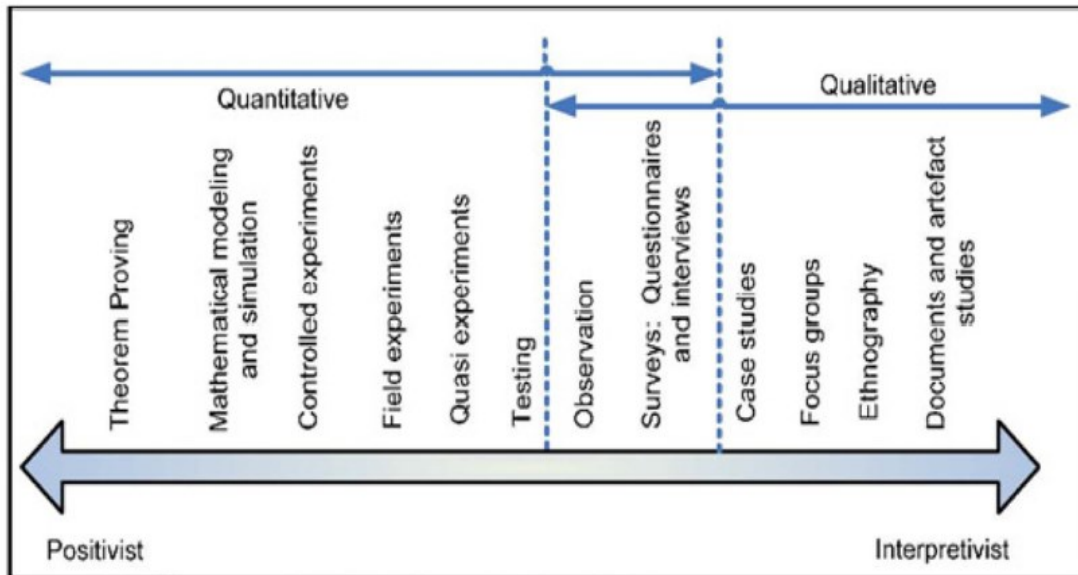 Quantitative
Qualitative
Theorem Proving
Mathematical modeling
and simulation
Controlled experiments
Field experiments
Quasi experiments
Testing
Observation
Surveys: Questionnaires
and interviews
Case studies
Focus groups
Ethnography
Documents and artefact
studies
Positivist
Interpretivist